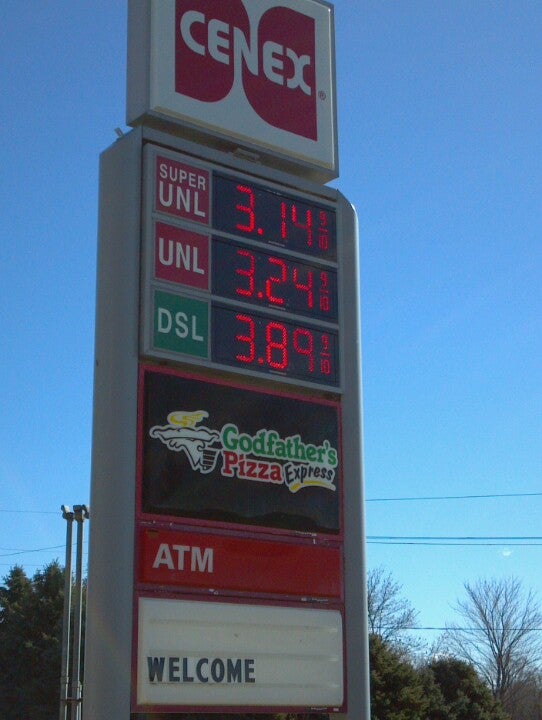 CENEX®
SUPER
UNL
3.14 9/10
UNL
3.24 9/10
DSL
3.89 9/10
Godfather's
Pizza Express
ATM
WELCOME